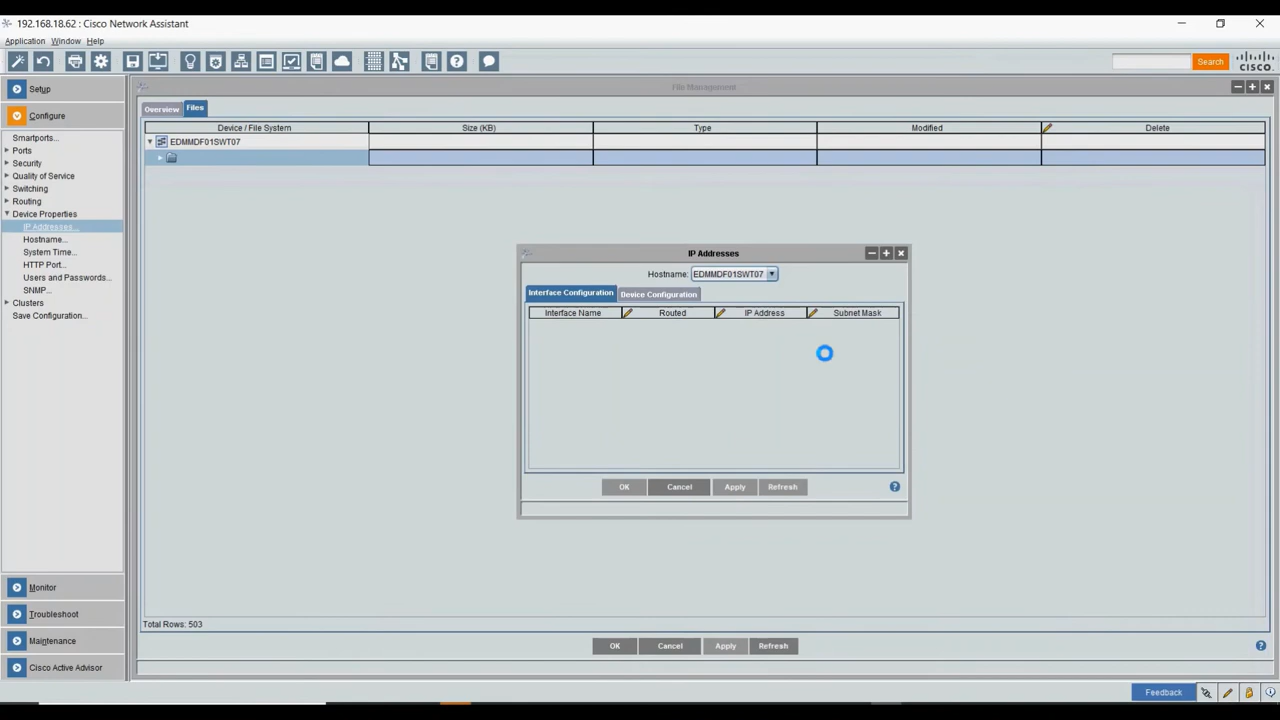 192.168.18.62 : Cisco Network Assistant
Application Window Help
Search
CISCO
Setup
Configure
Smartports...
Ports
Security
Quality of Service
Switching
Routing
Device Properties
IP Addresses...
Hostname...
System Time...
HTTP Port...
Users and Passwords...
SNMP...
Clusters
Save Configuration...
Monitor
Troubleshoot
Maintenance
Cisco Active Advisor
File Management
Overview Files
Device / File System Size (KB) Type Modified Delete
EDMMDF01SWT07
IP Addresses
Hostname: EDMMDF01SWT07
Interface Configuration Device Configuration
Interface Name Routed IP Address Subnet Mask
OK Cancel Apply Refresh
Total Rows: 503
OK Cancel Apply Refresh
Feedback